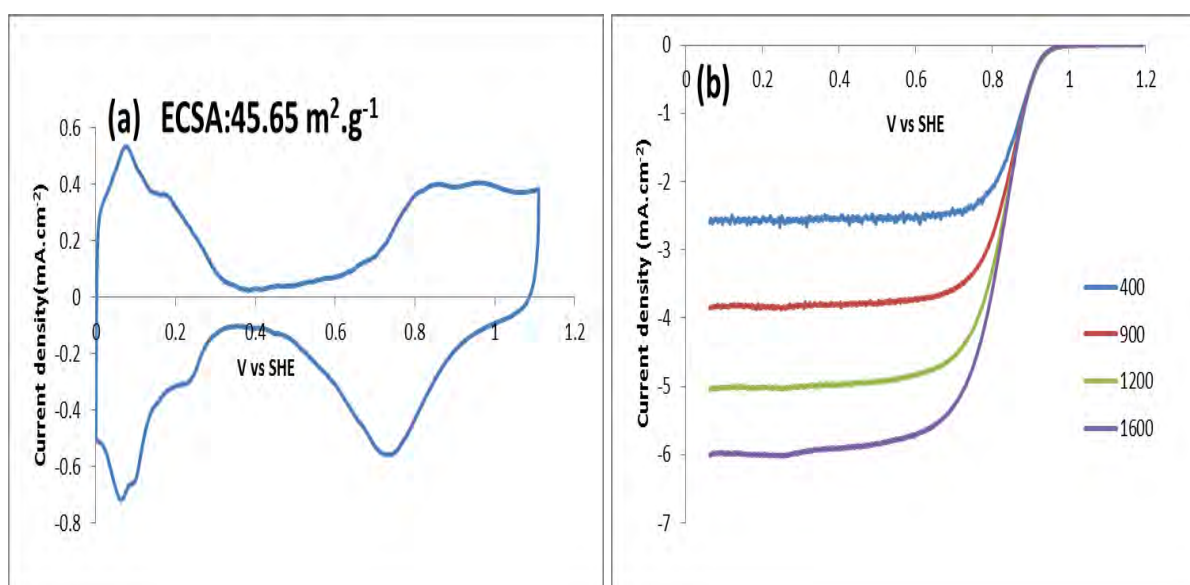 (a) ECSA:45.65 m².g⁻¹
0.6
0.4
0.2
0
-0.2
-0.4
-0.6
-0.8
0 0.2 0.4 0.6 0.8 1 1.2
V vs SHE
Current density(mA.cm⁻²)
(b)
0
-1
-2
-3
-4
-5
-6
-7
0 0.2 0.4 0.6 0.8 1 1.2
V vs SHE
Current density (mA.cm⁻²)
400
900
1200
1600